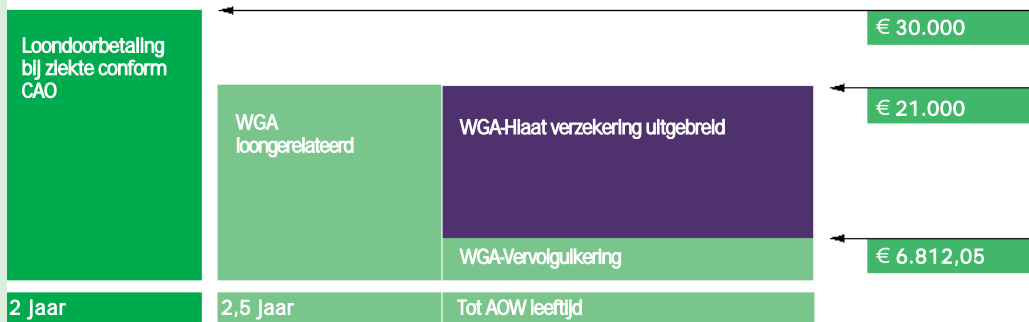 Loondoorbetaling
bij ziekte conform
CAO
€ 30.000
WGA
loongerelateerd
WGA-Hiaat verzekering uitgebreid
€ 21.000
WGA-Vervolguikering
€ 6.812,05
2 jaar
2,5 jaar
Tot AOW leeftijd